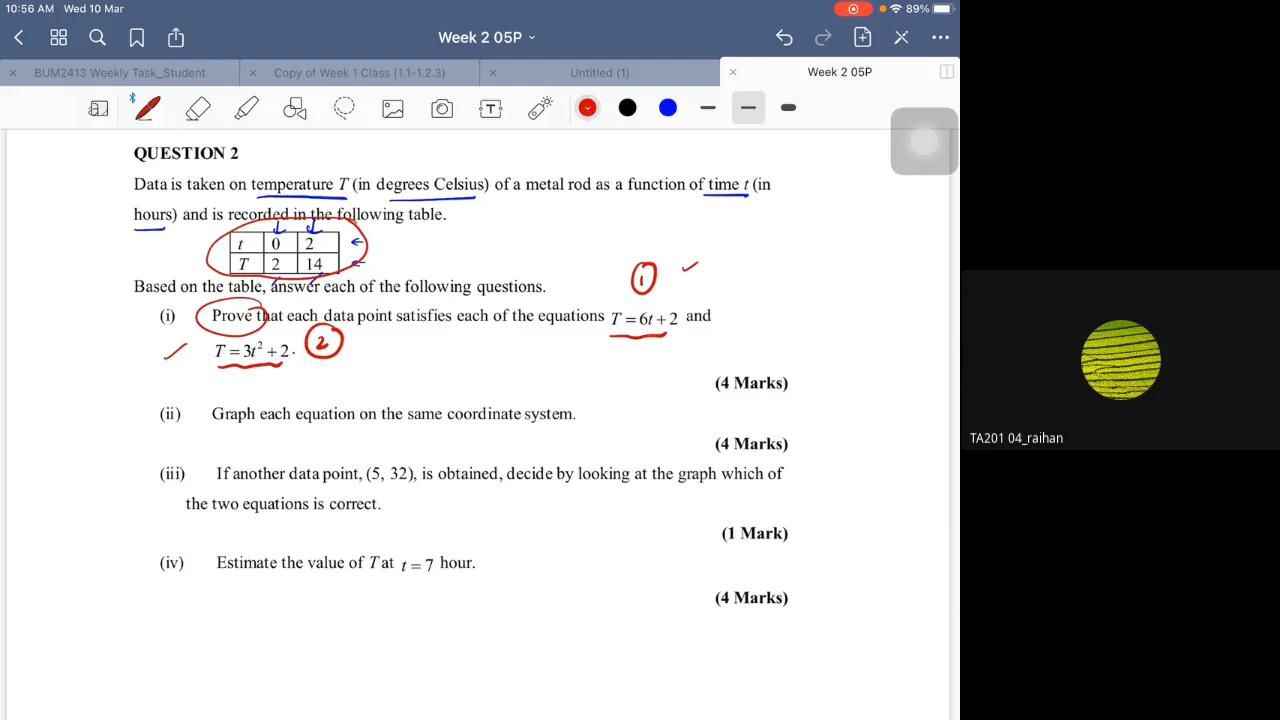 10:56 AM Wed 10 Mar
89%
Week 2 05P
BUM2413 Weekly Task_Student
Copy of Week 1 Class (1.1-1.2.3)
Untitled (1)
Week 2 05P
QUESTION 2
Data is taken on temperature T (in degrees Celsius) of a metal rod as a function of time t (in
hours) and is recorded in the following table.
t 0 2
T 2 14
Based on the table, answer each of the following questions.
1
(i) Prove that each data point satisfies each of the equations T = 6t + 2 and
T = 3t² + 2.
2
(4 Marks)
(ii) Graph each equation on the same coordinate system.
(4 Marks)
(iii) If another data point, (5, 32), is obtained, decide by looking at the graph which of
the two equations is correct.
(1 Mark)
(iv) Estimate the value of T at t = 7 hour.
(4 Marks)
TA201 04_raihan